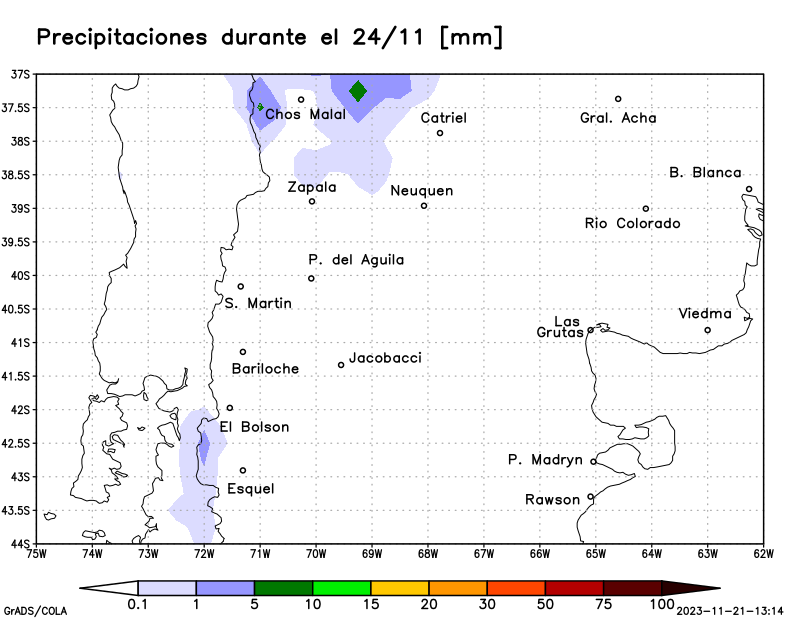 Precipitaciones durante el 24/11 [mm]
37S
37.5S
Chos Malal
Gral. Acha
Catriel
38S
38.5S
B. Blanca
Zapala
Neuquen
39S
Rio Colorado
39.5S
P. del Aguila
40S
S. Martin
40.5S
Viedma
Las
Grutas
41S
Jacobacci
Bariloche
41.5S
42S
El Bolson
42.5S
P. Madryn
43S
Esquel
Rawson
43.5S
44S
75W 74W 73W 72W 71W 70W 69W 68W 67W 66W 65W 64W 63W 62W
0.1 1 5 10 15 20 30 50 75 100
GrADS/COLA
2023-11-21-13:14